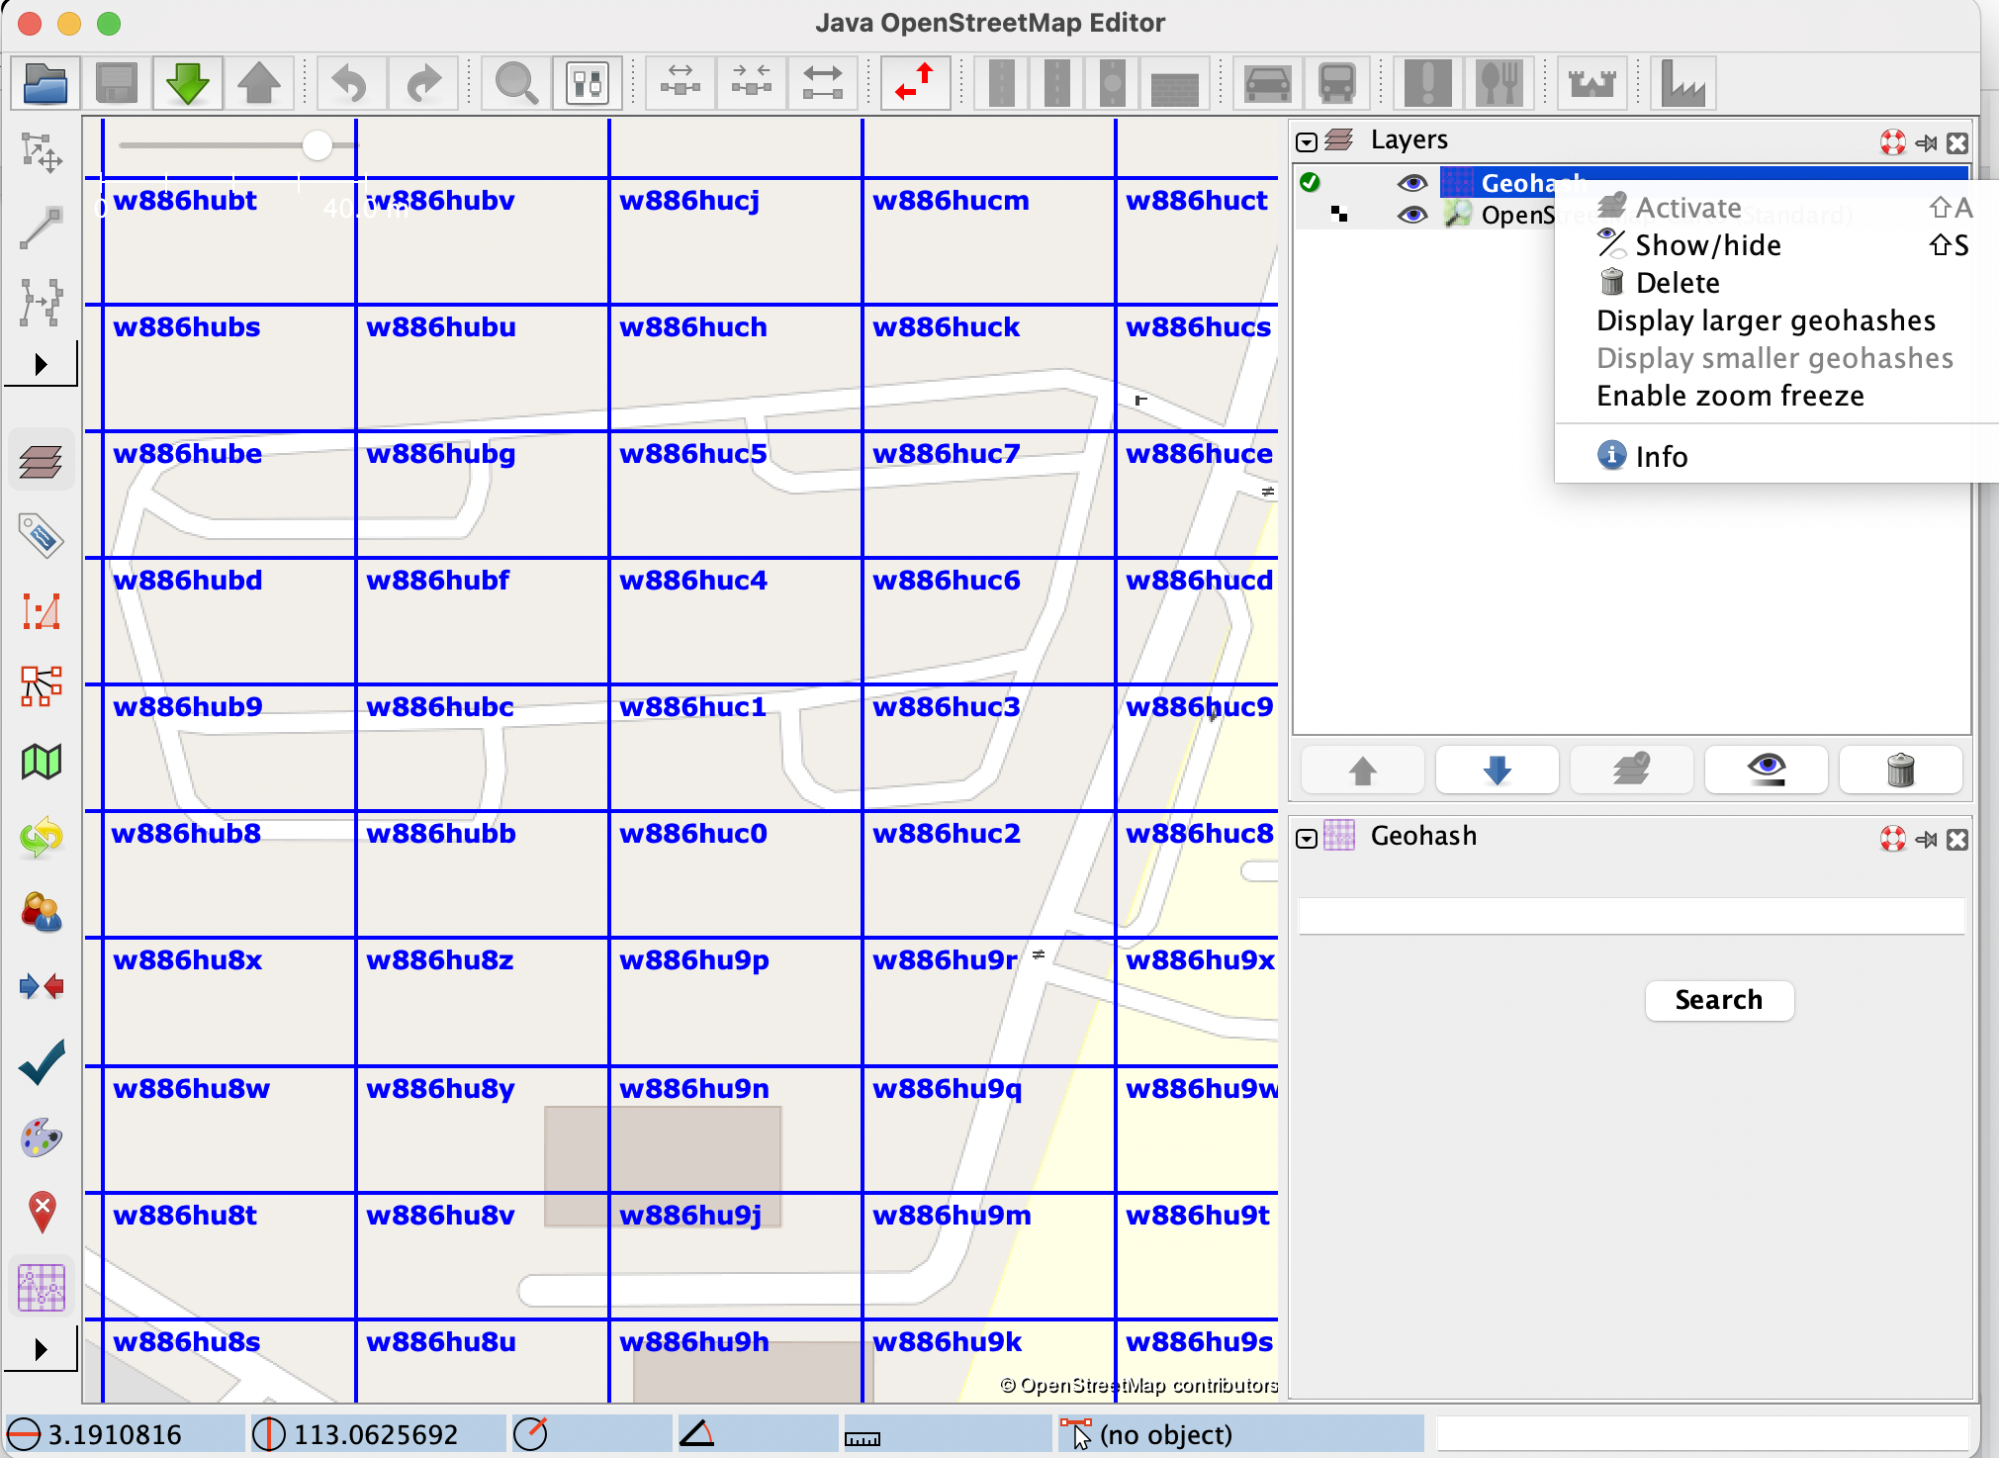 Java OpenStreetMap Editor
0 40.0 m
w886hubt w886hubv w886hucj w886hucm w886huct
w886hubs w886hubu w886huch w886huck w886hucs
w886hube w886hubg w886huc5 w886huc7 w886huce
w886hubd w886hubf w886huc4 w886huc6 w886hucd
w886hub9 w886hubc w886huc1 w886huc3 w886huc9
w886hub8 w886hubb w886huc0 w886huc2 w886huc8
w886hu8x w886hu8z w886hu9p w886hu9r w886hu9x
w886hu8w w886hu8y w886hu9n w886hu9q w886hu9w
w886hu8t w886hu8v w886hu9j w886hu9m w886hu9t
w886hu8s w886hu8u w886hu9h w886hu9k w886hu9s
© OpenStreetMap contributors
Layers
Geohash
OpenStreetMap Standard)
Activate ⇧A
Show/hide ⇧S
Delete
Display larger geohashes
Display smaller geohashes
Enable zoom freeze
Info
Geohash
Search
3.1910816 113.0625692 (no object)